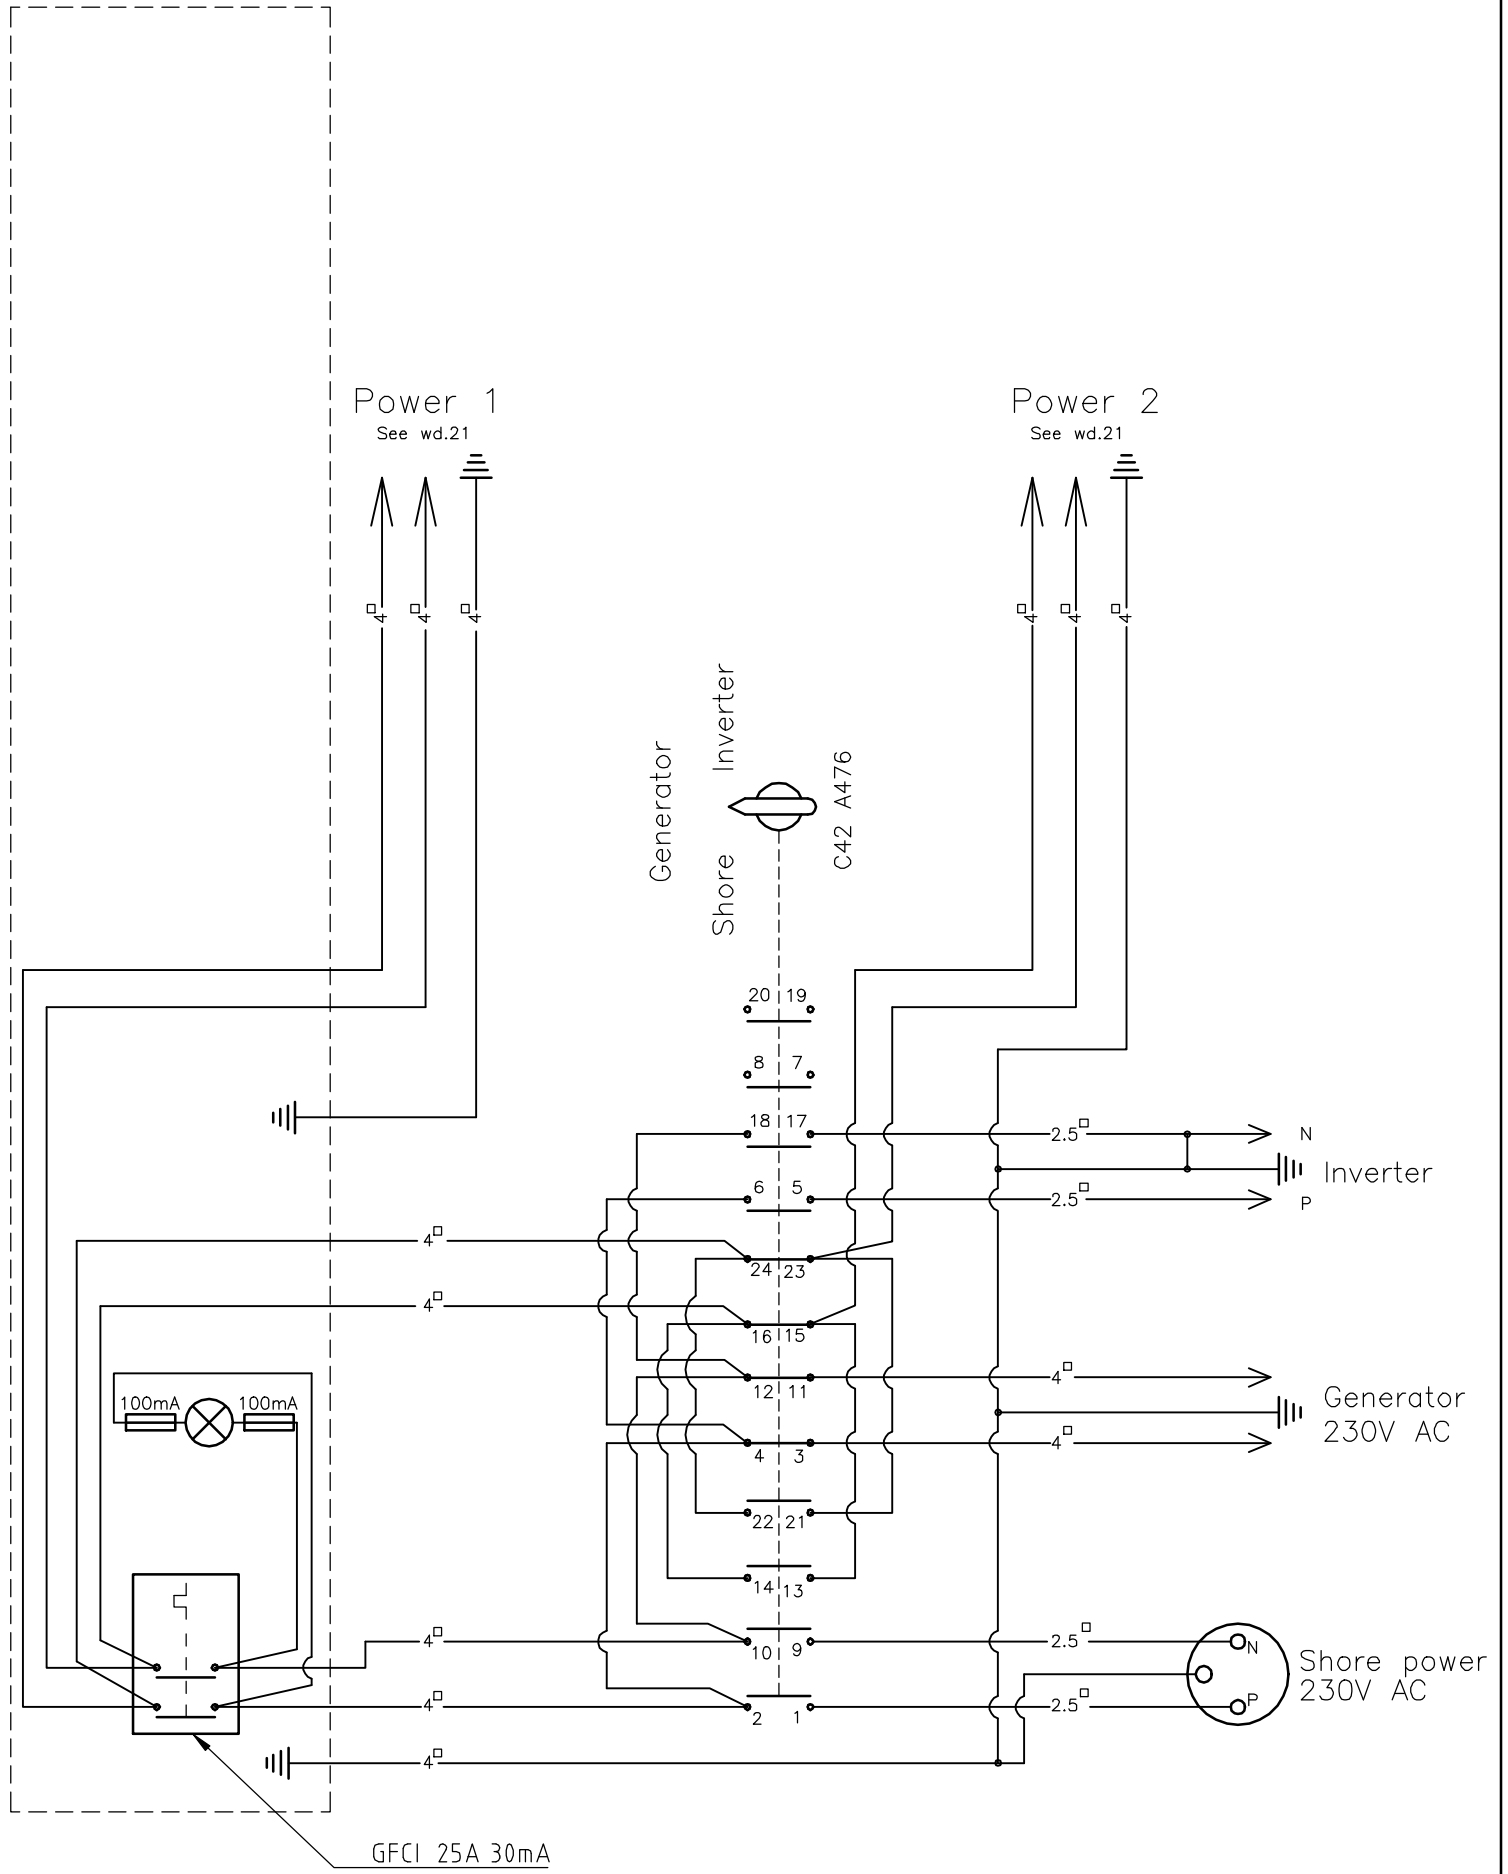 Power 1
See wd.21
Power 2
See wd.21
4□
4□
4□
4□
4□
4□
Generator
Inverter
Shore
C42 A476
20 19
8 7
18 17
2.5□
N
Inverter
6 5
2.5□
P
4□
24 23
4□
16 15
4□
12 11
100mA
100mA
Generator
230V AC
4□
4 3
22 21
14 13
4□
10 9
2.5□
N
Shore power
230V AC
4□
2 1
2.5□
P
4□
GFCI 25A 30mA